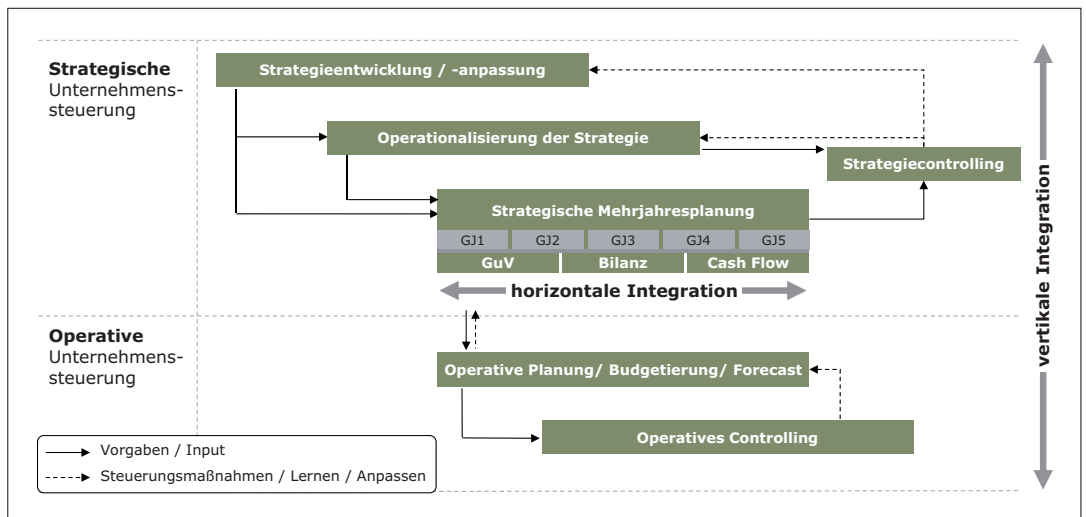 Strategische
Unternehmens-
steuerung
Strategieentwicklung / -anpassung
Operationalisierung der Strategie
Strategiecontrolling
Strategische Mehrjahresplanung
GJ1 GJ2 GJ3 GJ4 GJ5
GuV Bilanz Cash Flow
horizontale Integration
vertikale Integration
Operative
Unternehmens-
steuerung
Operative Planung/ Budgetierung/ Forecast
Operatives Controlling
Vorgaben / Input
Steuerungsmaßnahmen / Lernen / Anpassen